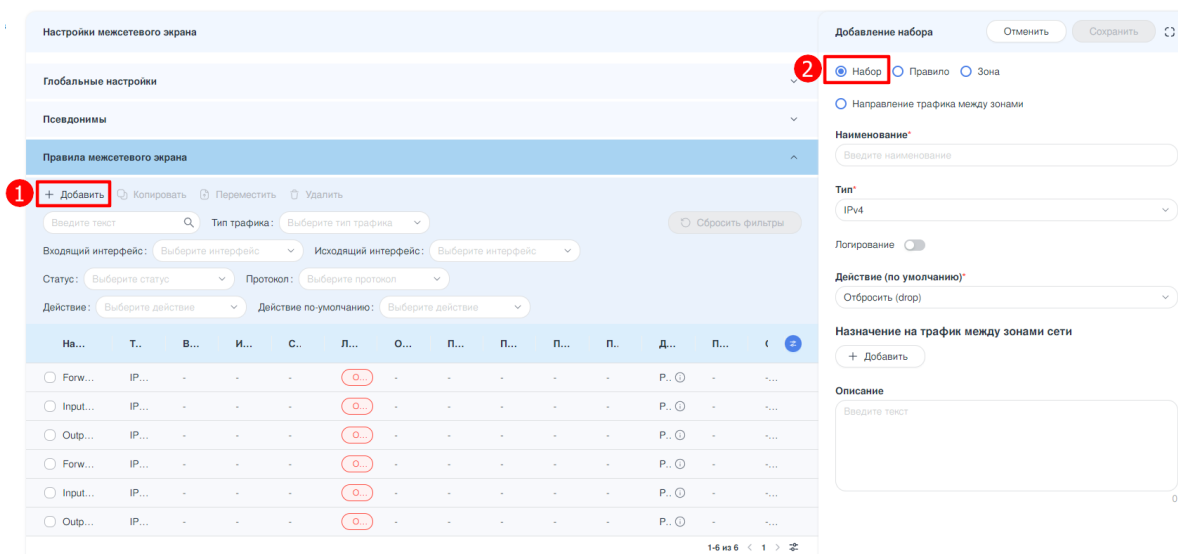 Настройки межсетевого экрана
Добавление набора
Отменить
Сохранить
Глобальные настройки
2
Набор
Правило
Зона
Направление трафика между зонами
Псевдонимы
Наименование*
Введите наименование
Правила межсетевого экрана
1
+ Добавить
Копировать
Переместить
Удалить
Тип*
IPv4
Введите текст
Тип трафика:
Выберите тип трафика
Сбросить фильтры
Входящий интерфейс:
Выберите интерфейс
Исходящий интерфейс:
Выберите интерфейс
Логирование
Статус:
Выберите статус
Протокол:
Выберите протокол
Действие (по умолчанию)*
Отбросить (drop)
Действие:
Выберите действие
Действие по-умолчанию:
Выберите действие
Назначение на трафик между зонами сети
+ Добавить
На... Т... В... И... С.. Л... О... П... П... П... П.. Д... П...
Forw... IP... - - - О... - - - - - Р.. - -...
Input... IP... - - - О... - - - - - Р.. - -...
Outp... IP... - - - О... - - - - - Р.. - -...
Forw... IP... - - - О... - - - - - Р.. - -...
Input... IP... - - - О... - - - - - Р.. - -...
Outp... IP... - - - О... - - - - - Р.. - -...
Описание
Введите текст
0
1-6 из 6 < 1 >